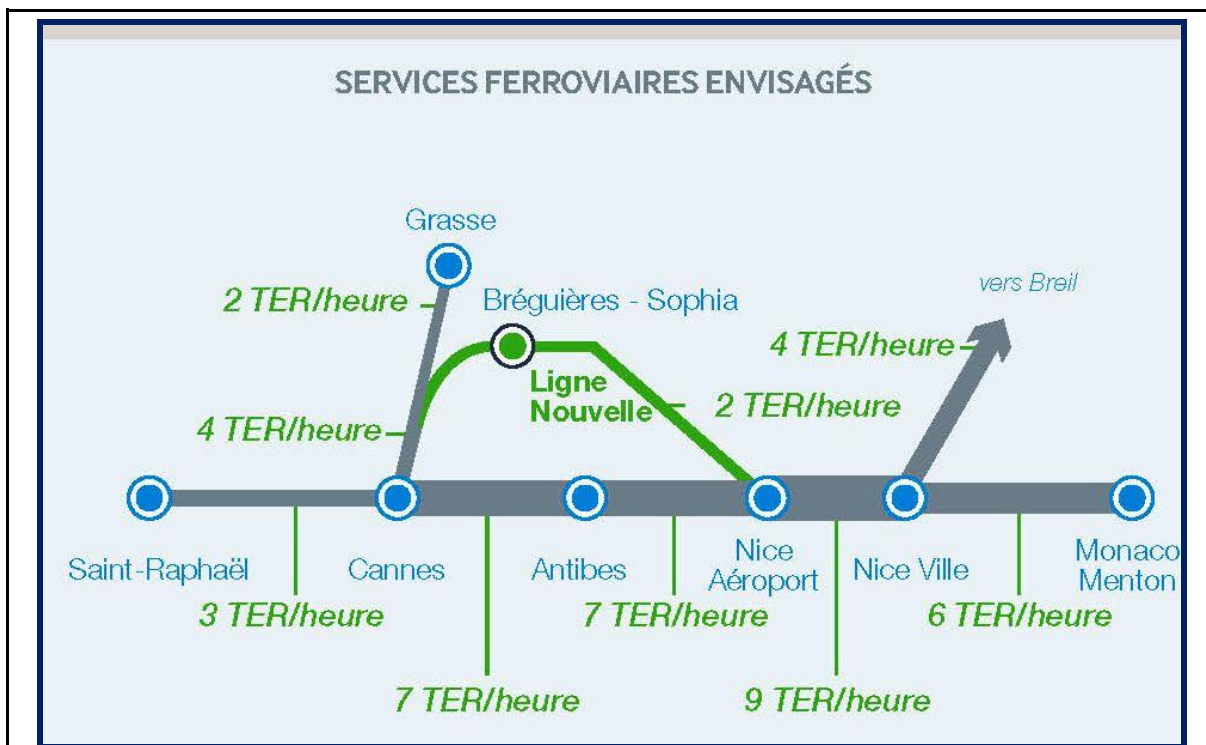 SERVICES FERROVIAIRES ENVISAGÉS
Grasse
2 TER/heure
Bréguières - Sophia
vers Breil
4 TER/heure
Ligne
Nouvelle
2 TER/heure
4 TER/heure
Saint-Raphaël
Cannes
Antibes
Nice
Aéroport
Nice Ville
Monaco
Menton
3 TER/heure
7 TER/heure
6 TER/heure
7 TER/heure
9 TER/heure